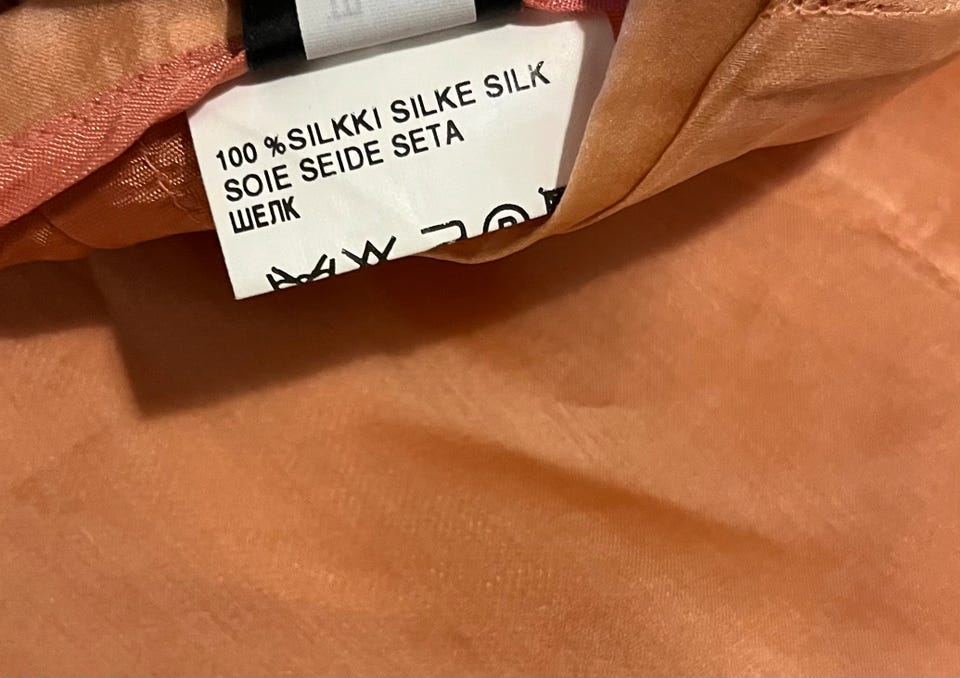 100 %SILKKI SILKE SILK
SOIE SEIDE SETA
ШЕЛК